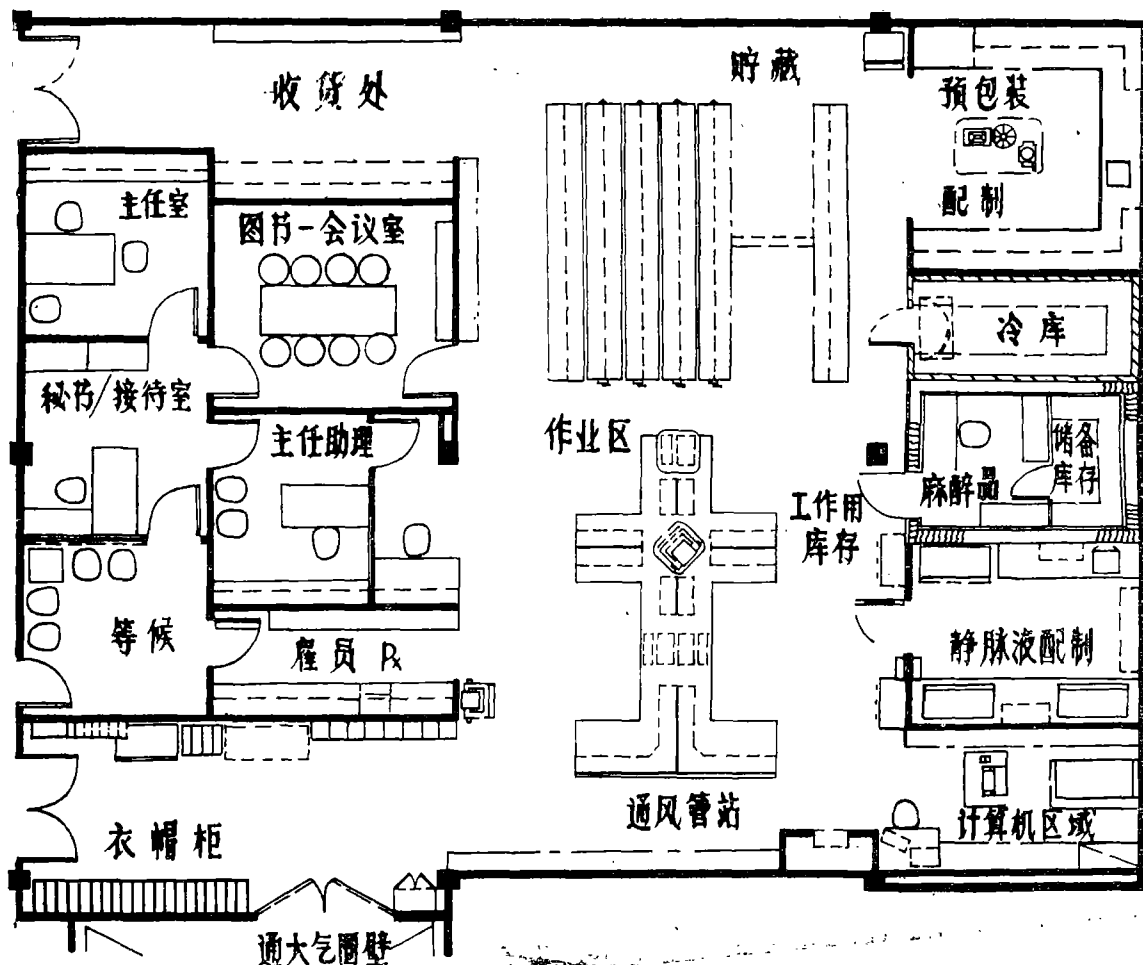 收货处
贮藏
预包装
配制
主任室
图书一会议室
冷库
秘书/接待室
主任助理
作业区
储备
库存
麻醉品
工作用
库存
等候
雇员 Rx
静脉液配制
通风管站
计算机区域
衣帽柜
通大气圈壁